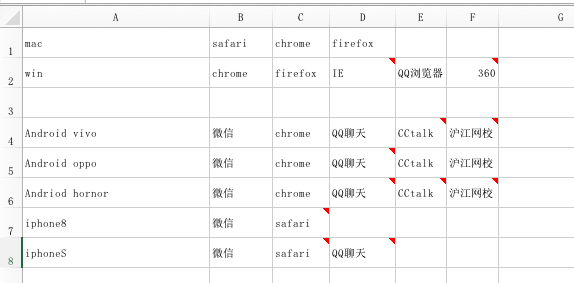 A B C D E F G
1 mac safari chrome firefox
2 win chrome firefox IE QQ浏览器 360
3
4 Android vivo 微信 chrome QQ聊天 CCtalk 沪江网校
5 Android oppo 微信 chrome QQ聊天 CCtalk 沪江网校
6 Andriod hornor 微信 chrome QQ聊天 CCtalk 沪江网校
7 iphone8 微信 safari
8 iphoneS 微信 safari QQ聊天